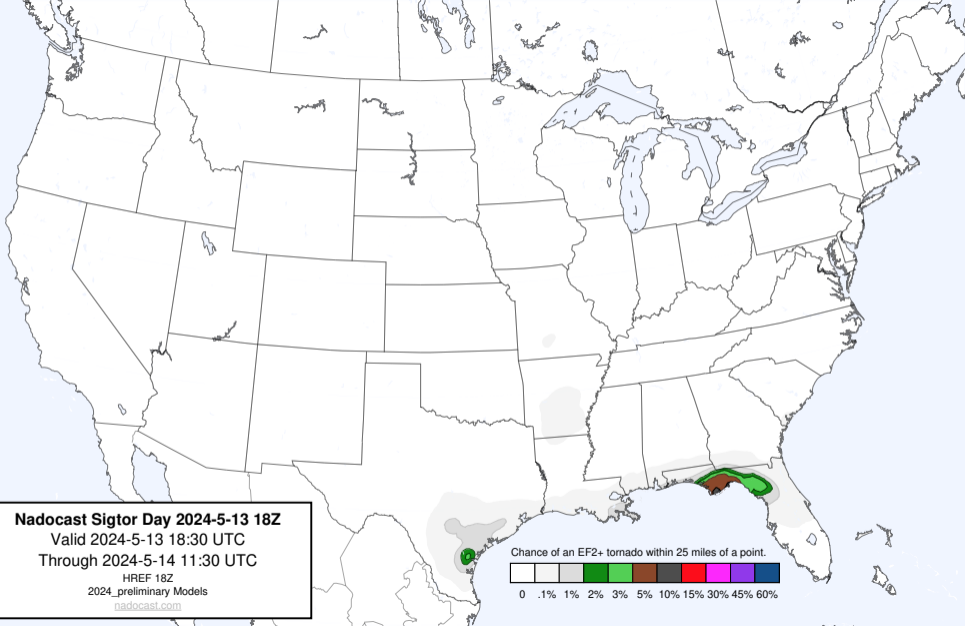 Nadocast Sigtor Day 2024-5-13 18Z
Valid 2024-5-13 18:30 UTC
Through 2024-5-14 11:30 UTC
HREF 18Z
2024_preliminary Models
nadocast.com
Chance of an EF2+ tornado within 25 miles of a point.
0 .1% 1% 2% 3% 5% 10% 15% 30% 45% 60%